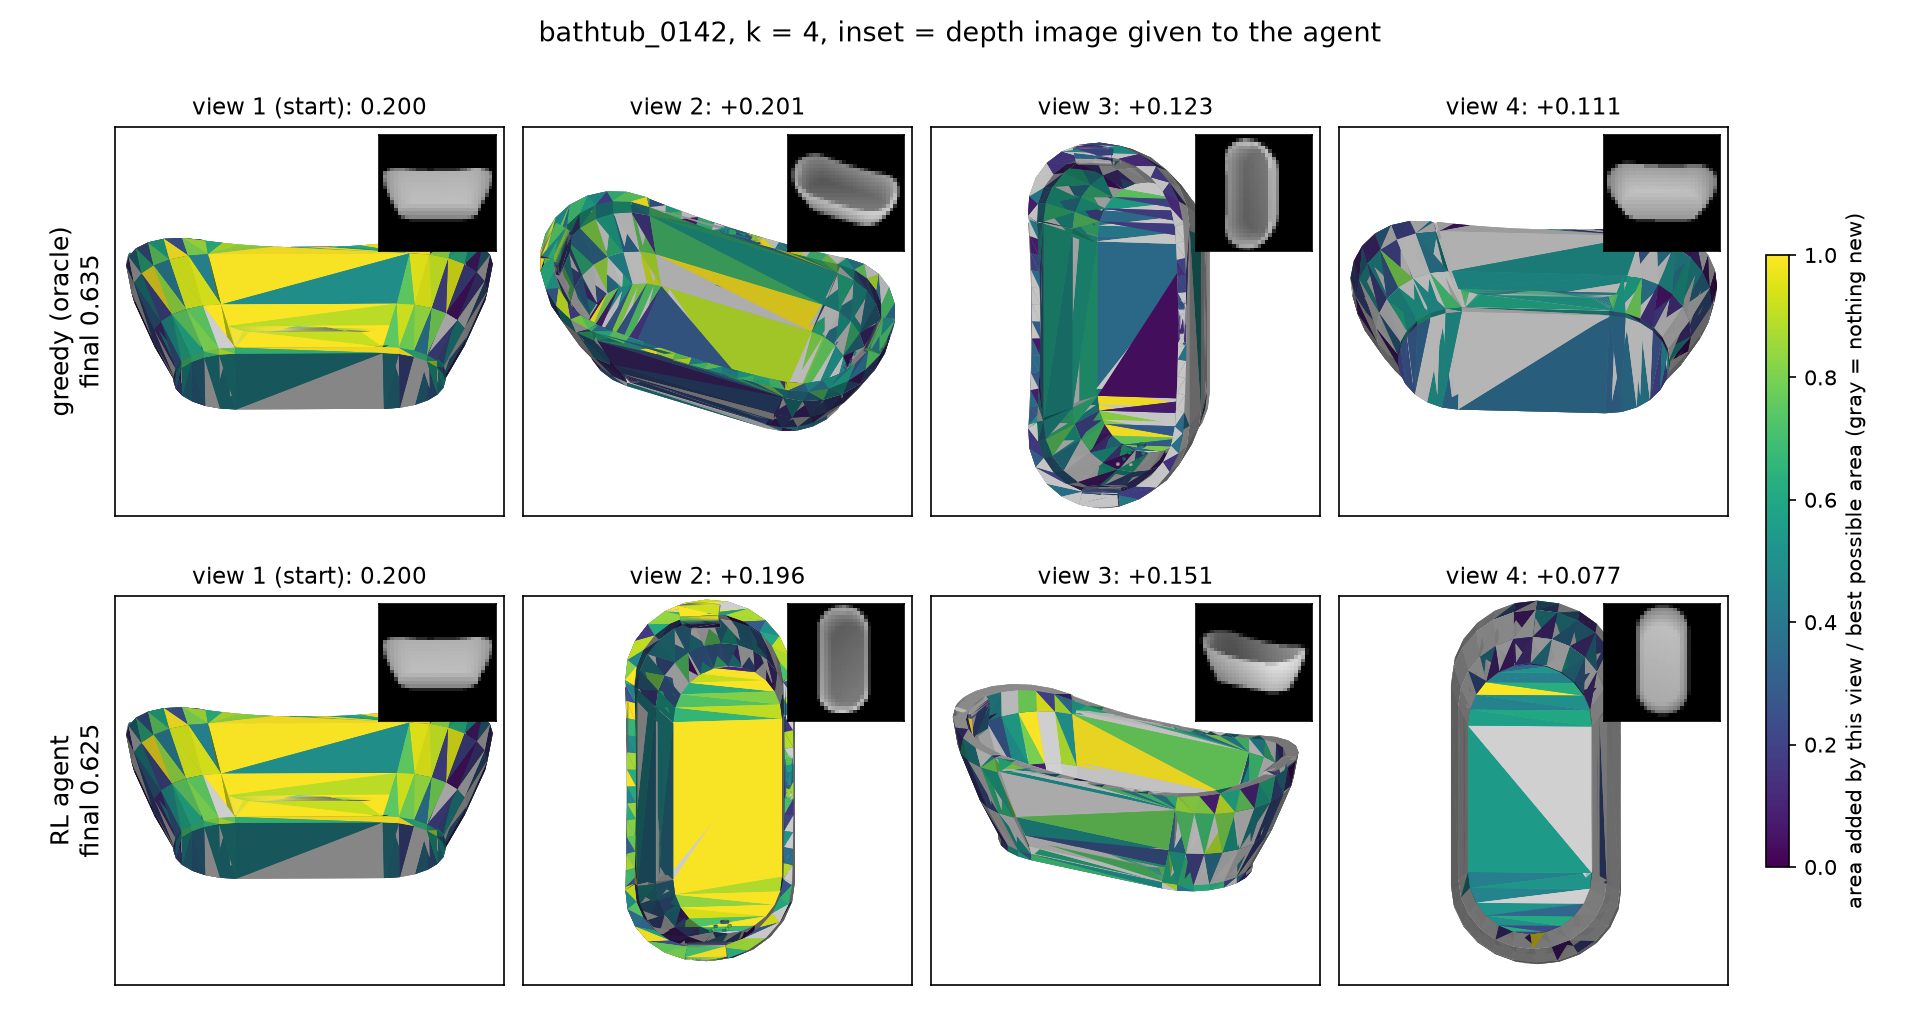 bathtub_0142, k = 4, inset = depth image given to the agent
view 1 (start): 0.200
view 2: +0.201
view 3: +0.123
view 4: +0.111
greedy (oracle)
final 0.635
view 1 (start): 0.200
view 2: +0.196
view 3: +0.151
view 4: +0.077
RL agent
final 0.625
1.0
0.8
0.6
0.4
0.2
0.0
area added by this view / best possible area (gray = nothing new)